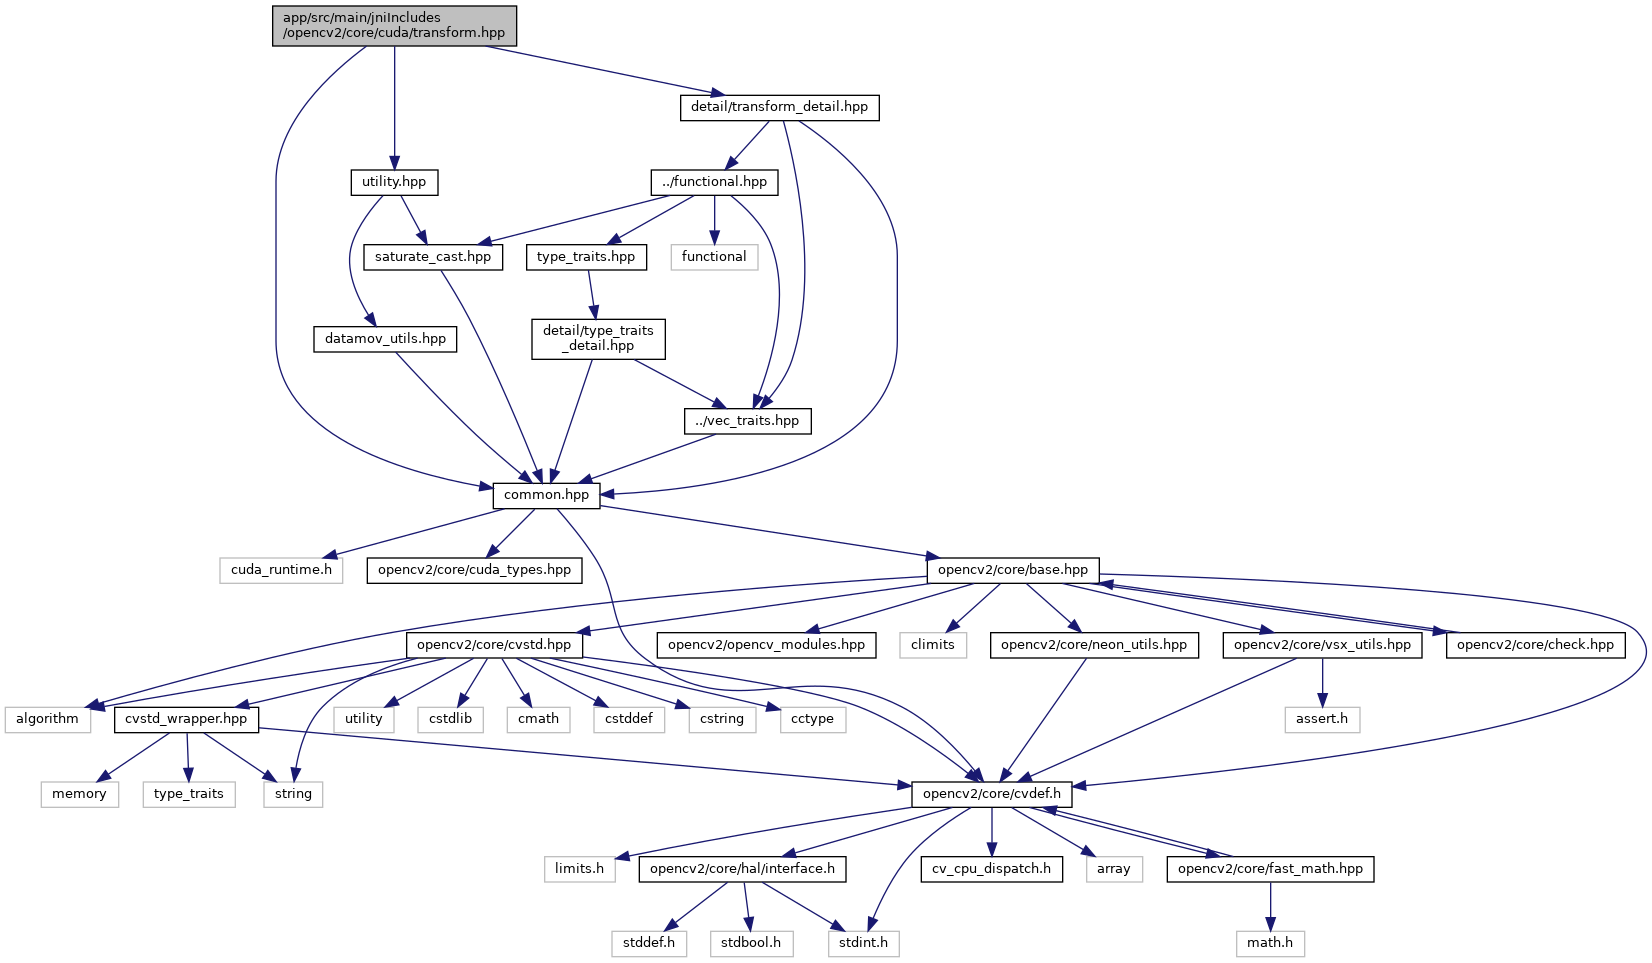 app/src/main/jniIncludes
/opencv2/core/cuda/transform.hpp
detail/transform_detail.hpp
utility.hpp
../functional.hpp
saturate_cast.hpp
type_traits.hpp
functional
datamov_utils.hpp
detail/type_traits
_detail.hpp
../vec_traits.hpp
common.hpp
cuda_runtime.h
opencv2/core/cuda_types.hpp
opencv2/core/base.hpp
opencv2/core/cvstd.hpp
opencv2/opencv_modules.hpp
climits
opencv2/core/neon_utils.hpp
opencv2/core/vsx_utils.hpp
opencv2/core/check.hpp
algorithm
cvstd_wrapper.hpp
utility
cstdlib
cmath
cstddef
cstring
cctype
assert.h
memory
type_traits
string
opencv2/core/cvdef.h
limits.h
opencv2/core/hal/interface.h
cv_cpu_dispatch.h
array
opencv2/core/fast_math.hpp
stddef.h
stdbool.h
stdint.h
math.h